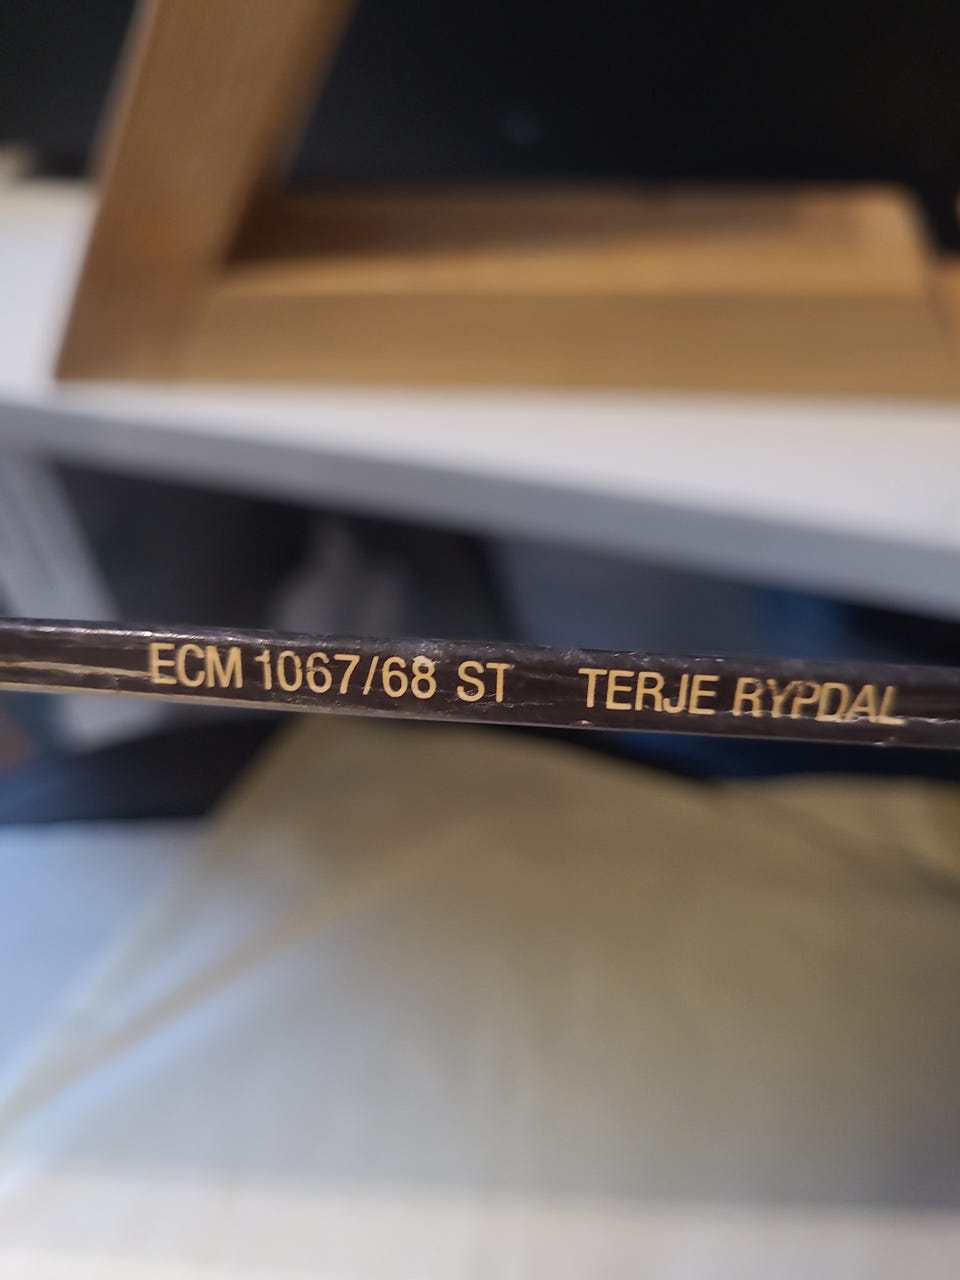 ECM 1067/68 ST TERJE RYPDAL